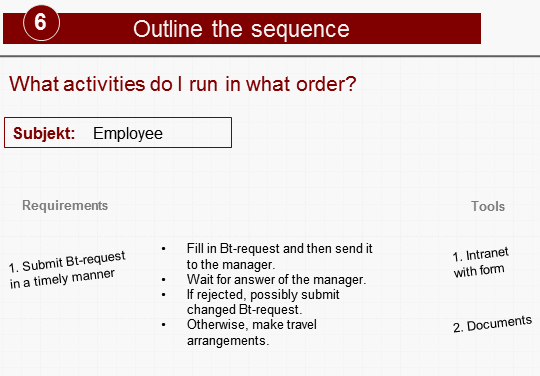 6
Outline the sequence
What activities do I run in what order?
Subjekt: Employee
Requirements
Tools
1. Submit Bt-request
in a timely manner
• Fill in Bt-request and then send it
to the manager.
• Wait for answer of the manager.
• If rejected, possibly submit
changed Bt-request.
• Otherwise, make travel
arrangements.
1. Intranet
with form
2. Documents